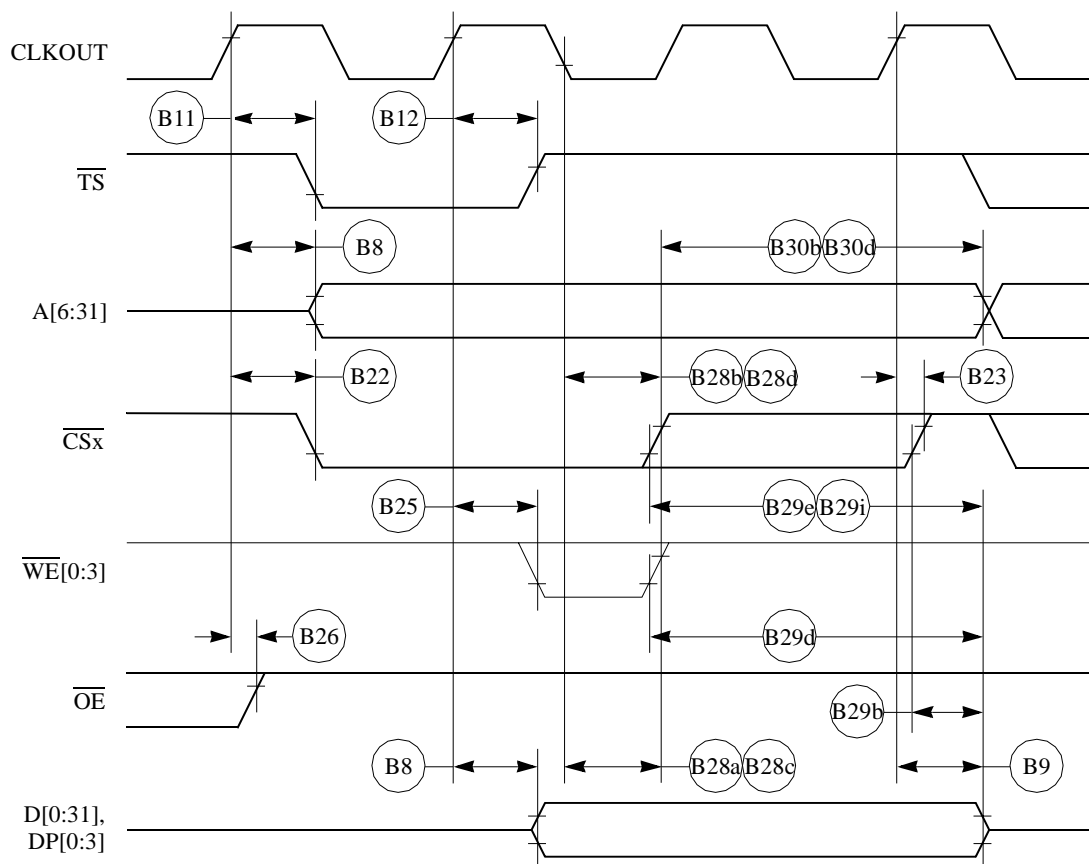 CLKOUT
B11
B12
TS
B8
B30b B30d
A[6:31]
B22
B28b B28d
B23
CSx
B25
B29e B29i
WE[0:3]
B26
B29d
OE
B29b
B8
B28a B28c
B9
D[0:31],
DP[0:3]